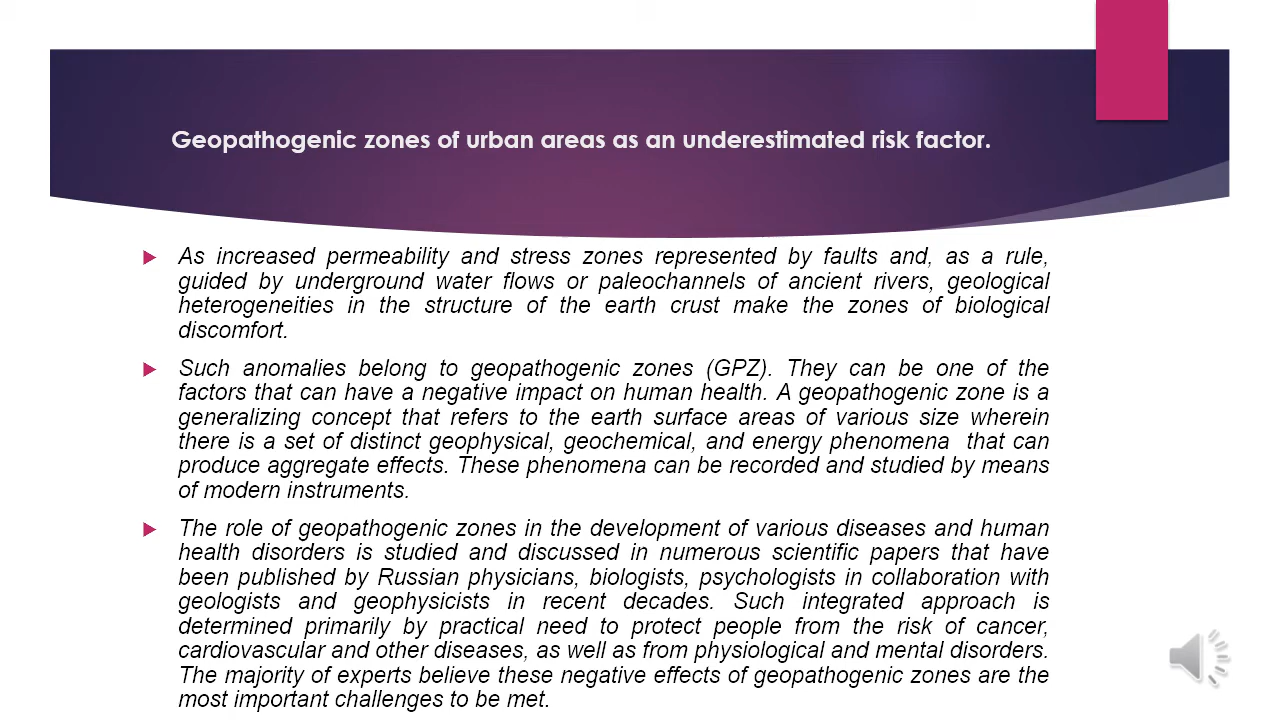 Geopathogenic zones of urban areas as an underestimated risk factor.
As increased permeability and stress zones represented by faults and, as a rule,
guided by underground water flows or paleochannels of ancient rivers, geological
heterogeneities in the structure of the earth crust make the zones of biological
discomfort.
Such anomalies belong to geopathogenic zones (GPZ). They can be one of the
factors that can have a negative impact on human health. A geopathogenic zone is a
generalizing concept that refers to the earth surface areas of various size wherein
there is a set of distinct geophysical, geochemical, and energy phenomena that can
produce aggregate effects. These phenomena can be recorded and studied by means
of modern instruments.
The role of geopathogenic zones in the development of various diseases and human
health disorders is studied and discussed in numerous scientific papers that have
been published by Russian physicians, biologists, psychologists in collaboration with
geologists and geophysicists in recent decades. Such integrated approach is
determined primarily by practical need to protect people from the risk of cancer,
cardiovascular and other diseases, as well as from physiological and mental disorders.
The majority of experts believe these negative effects of geopathogenic zones are the
most important challenges to be met.